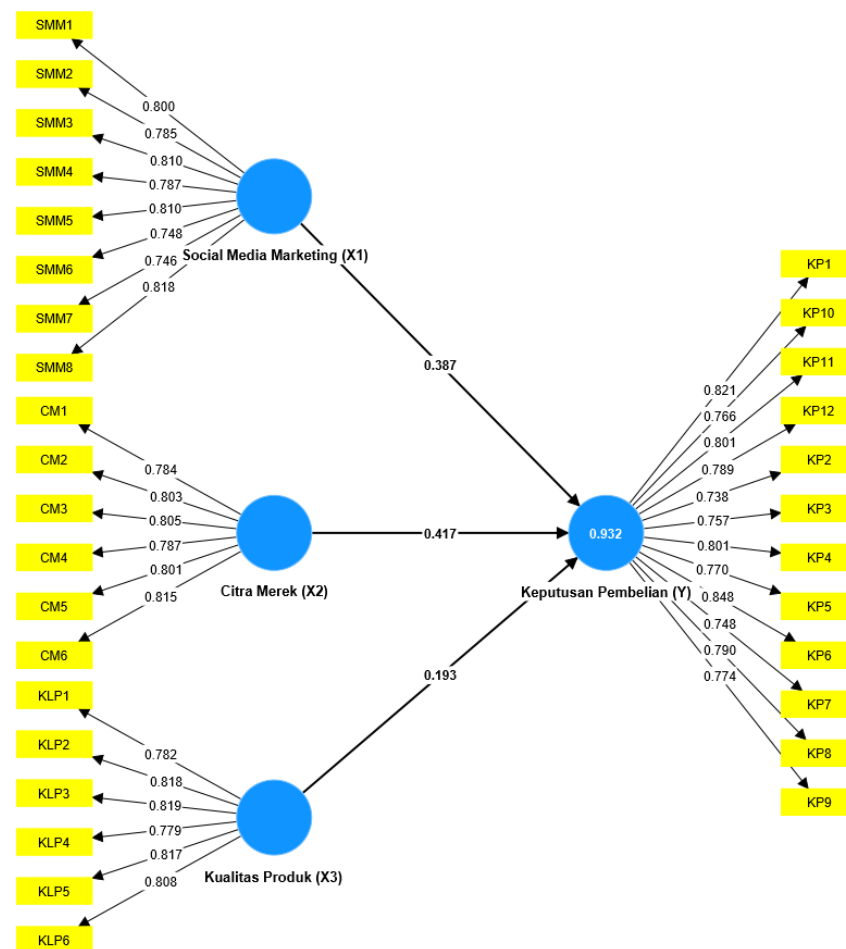 SMM1
SMM2
SMM3
SMM4
SMM5
SMM6
SMM7
SMM8
0.800
0.785
0.810
0.787
0.810
0.748
0.746
0.818
Social Media Marketing (X1)
0.387
CM1
CM2
CM3
CM4
CM5
CM6
0.784
0.803
0.805
0.787
0.801
0.815
Citra Merek (X2)
0.417
KLP1
KLP2
KLP3
KLP4
KLP5
KLP6
0.782
0.818
0.819
0.779
0.817
0.808
Kualitas Produk (X3)
0.193
0.932
Keputusan Pembelian (Y)
0.821
0.766
0.801
0.789
0.738
0.757
0.801
0.770
0.848
0.748
0.790
0.774
KP1
KP10
KP11
KP12
KP2
KP3
KP4
KP5
KP6
KP7
KP8
KP9